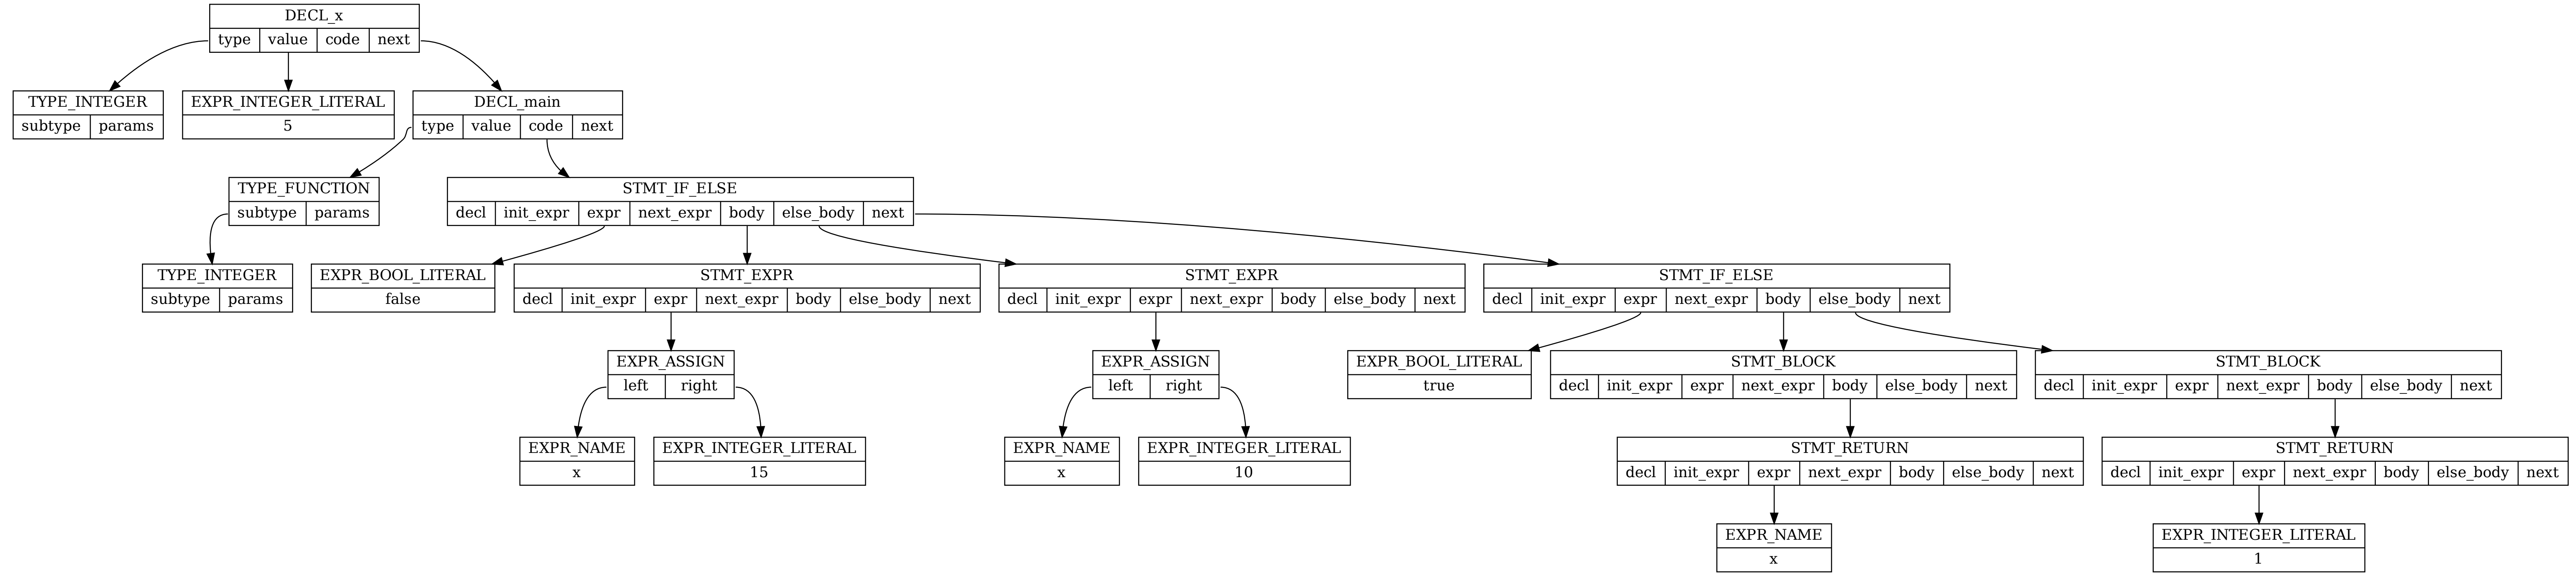 DECL_x
type value code next
TYPE_INTEGER EXPR_INTEGER_LITERAL DECL_main
subtype params 5 type value code next
TYPE_FUNCTION STMT_IF_ELSE
subtype params decl init_expr expr next_expr body else_body next
TYPE_INTEGER EXPR_BOOL_LITERAL STMT_EXPR STMT_EXPR STMT_IF_ELSE
subtype params false decl init_expr expr next_expr body else_body next decl init_expr expr next_expr body else_body next decl init_expr expr next_expr body else_body next
EXPR_ASSIGN EXPR_ASSIGN EXPR_BOOL_LITERAL STMT_BLOCK STMT_BLOCK
left right left right true decl init_expr expr next_expr body else_body next decl init_expr expr next_expr body else_body next
EXPR_NAME EXPR_INTEGER_LITERAL EXPR_NAME EXPR_INTEGER_LITERAL STMT_RETURN STMT_RETURN
x 15 x 10 decl init_expr expr next_expr body else_body next decl init_expr expr next_expr body else_body next
EXPR_NAME EXPR_INTEGER_LITERAL
x 1